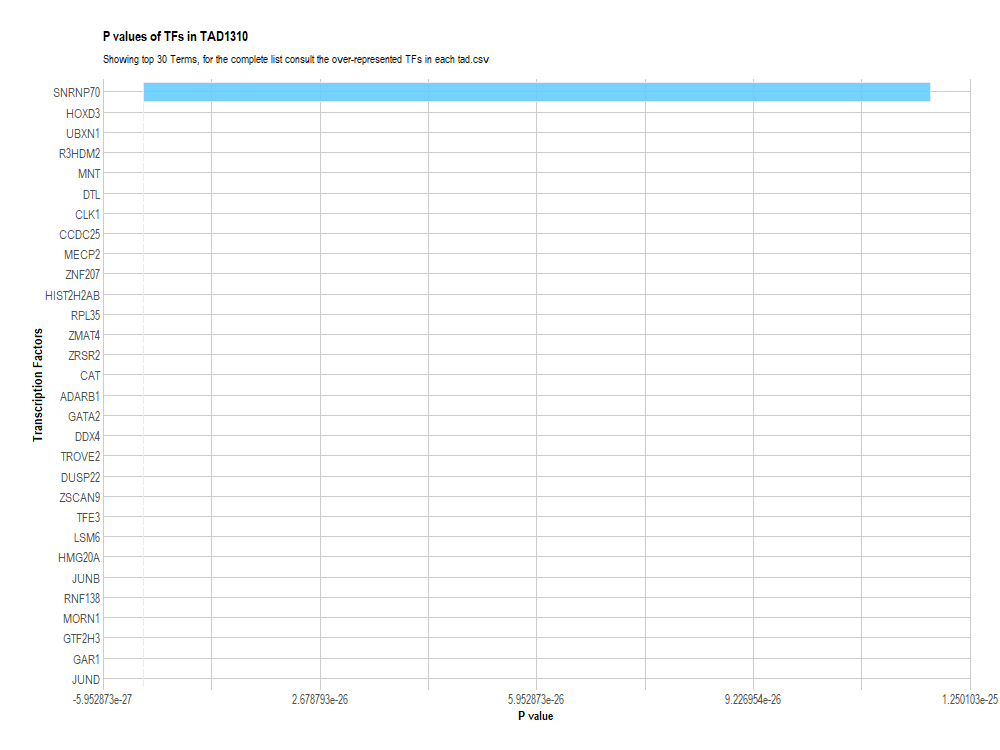 P values of TFs in TAD1310
Showing top 30 Terms, for the complete list consult the over-represented TFs in each tad.csv
SNRNP70
HOXD3
UBXN1
R3HDM2
MNT
DTL
CLK1
CCDC25
MECP2
ZNF207
HIST2H2AB
RPL35
ZMAT4
ZRSR2
CAT
ADARB1
GATA2
DDX4
TROVE2
DUSP22
ZSCAN9
TFE3
LSM6
HMG20A
JUNB
RNF138
MORN1
GTF2H3
GAR1
JUND
Transcription Factors
-5.952873e-27 2.678793e-26 5.952873e-26 9.226954e-26 1.250103e-25
P value